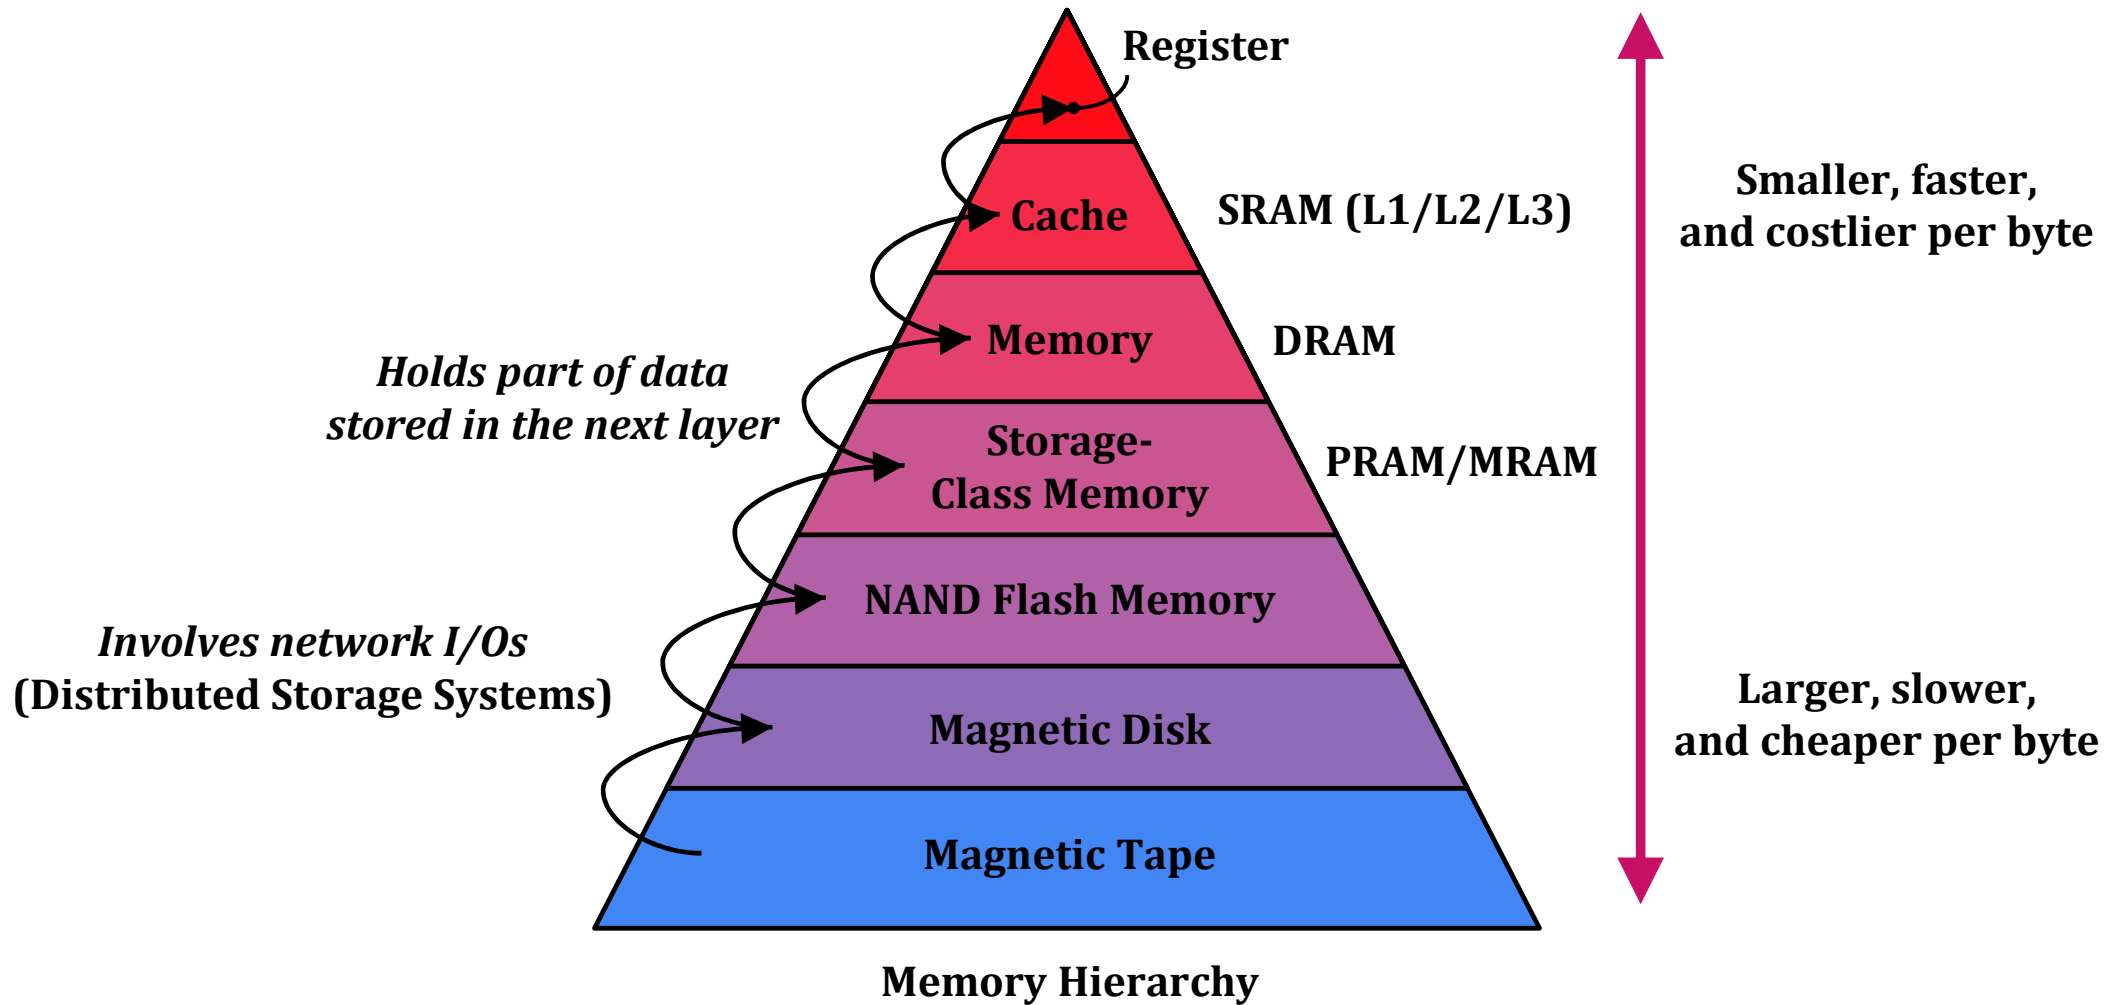 Register
Smaller, faster,
and costlier per byte
Cache
SRAM (L1/L2/L3)
Memory
DRAM
Holds part of data
stored in the next layer
Storage-
Class Memory
PRAM/MRAM
NAND Flash Memory
Involves network I/Os
(Distributed Storage Systems)
Larger, slower,
and cheaper per byte
Magnetic Disk
Magnetic Tape
Memory Hierarchy